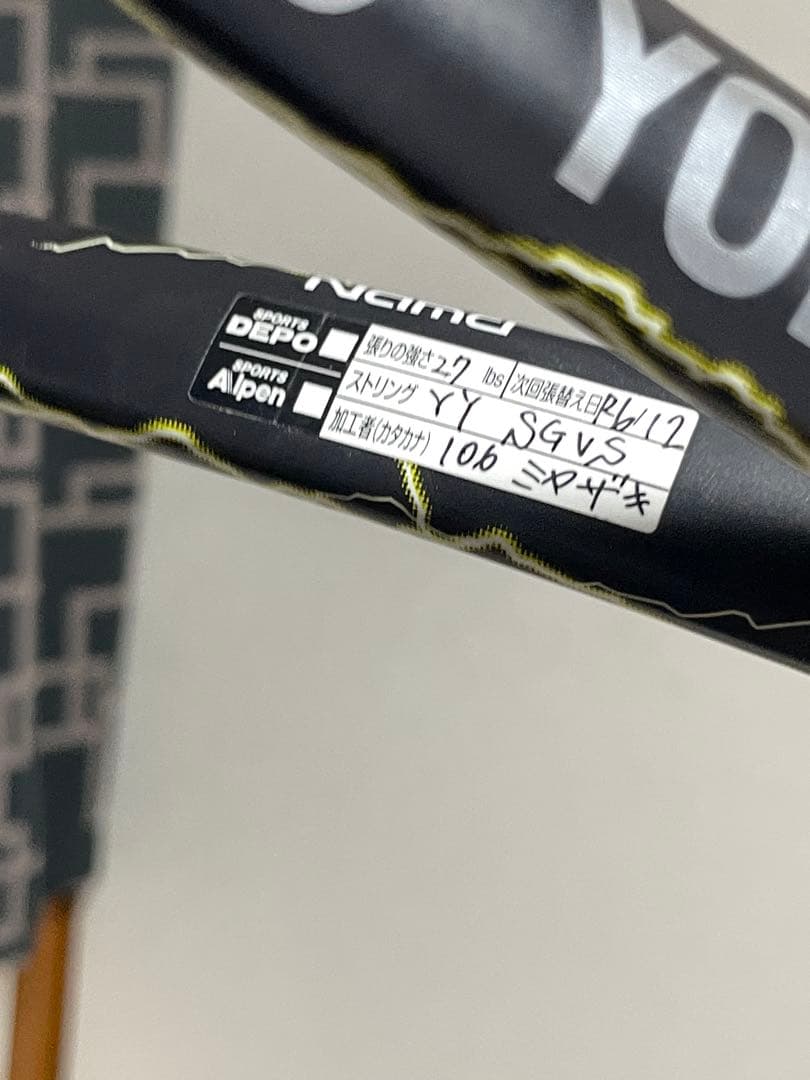 YO
Nama
SPORTS
DEPO
SPORTS
Alpen
張りの強さ 27 lbs 次回張替え日 R6/12
ストリング YY SGVS
加工者(カタカナ) 106 ミヤザキ